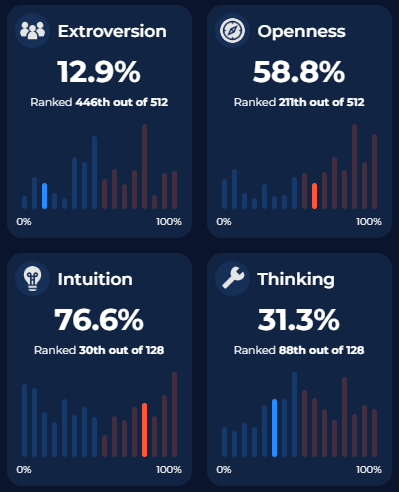 Extroversion
12.9%
Ranked 446th out of 512
0% 100%
Openness
58.8%
Ranked 211th out of 512
0% 100%
Intuition
76.6%
Ranked 30th out of 128
0% 100%
Thinking
31.3%
Ranked 88th out of 128
0% 100%